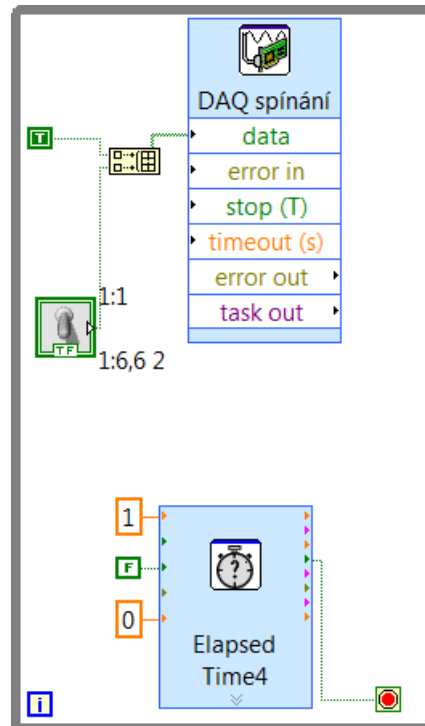 DAQ spínání
T
data
error in
stop (T)
timeout (s)
error out
task out
1:1
TF
1:6,6 2
1
F
?
0
Elapsed
Time4
i